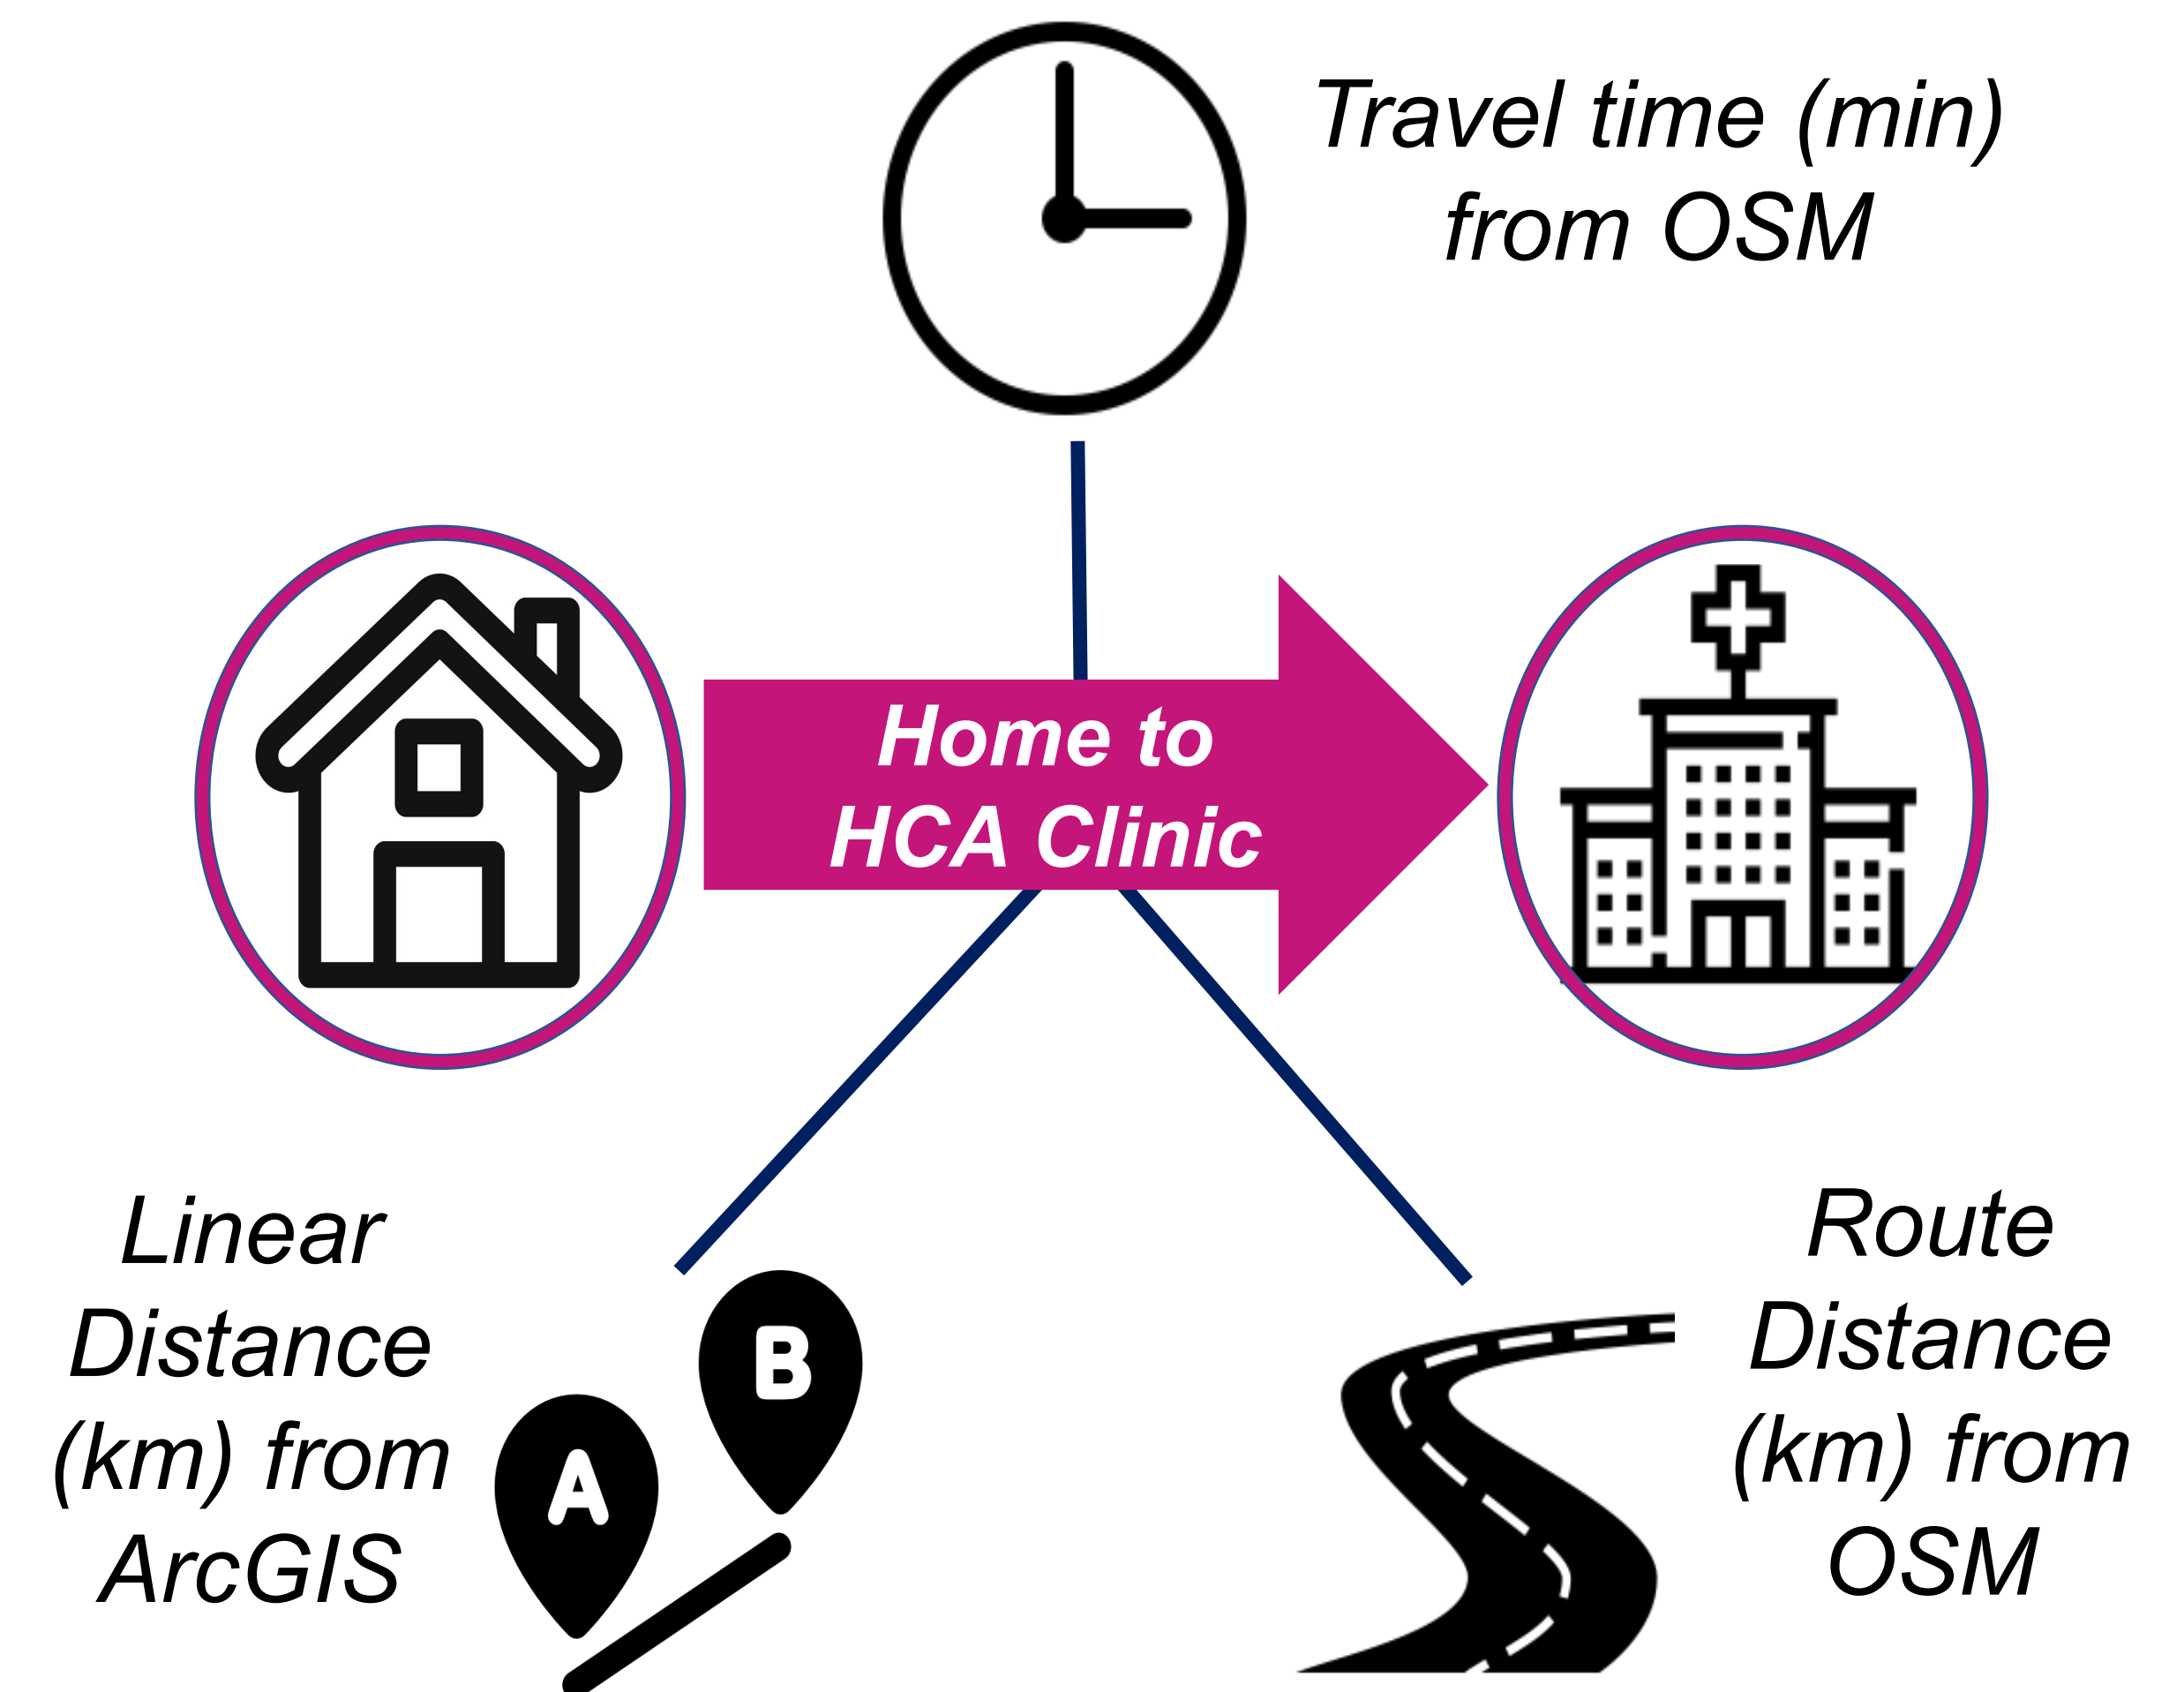 Travel time (min)
from OSM
Home to
HCA Clinic
Linear
Distance
(km) from
ArcGIS
A
B
Route
Distance
(km) from
OSM